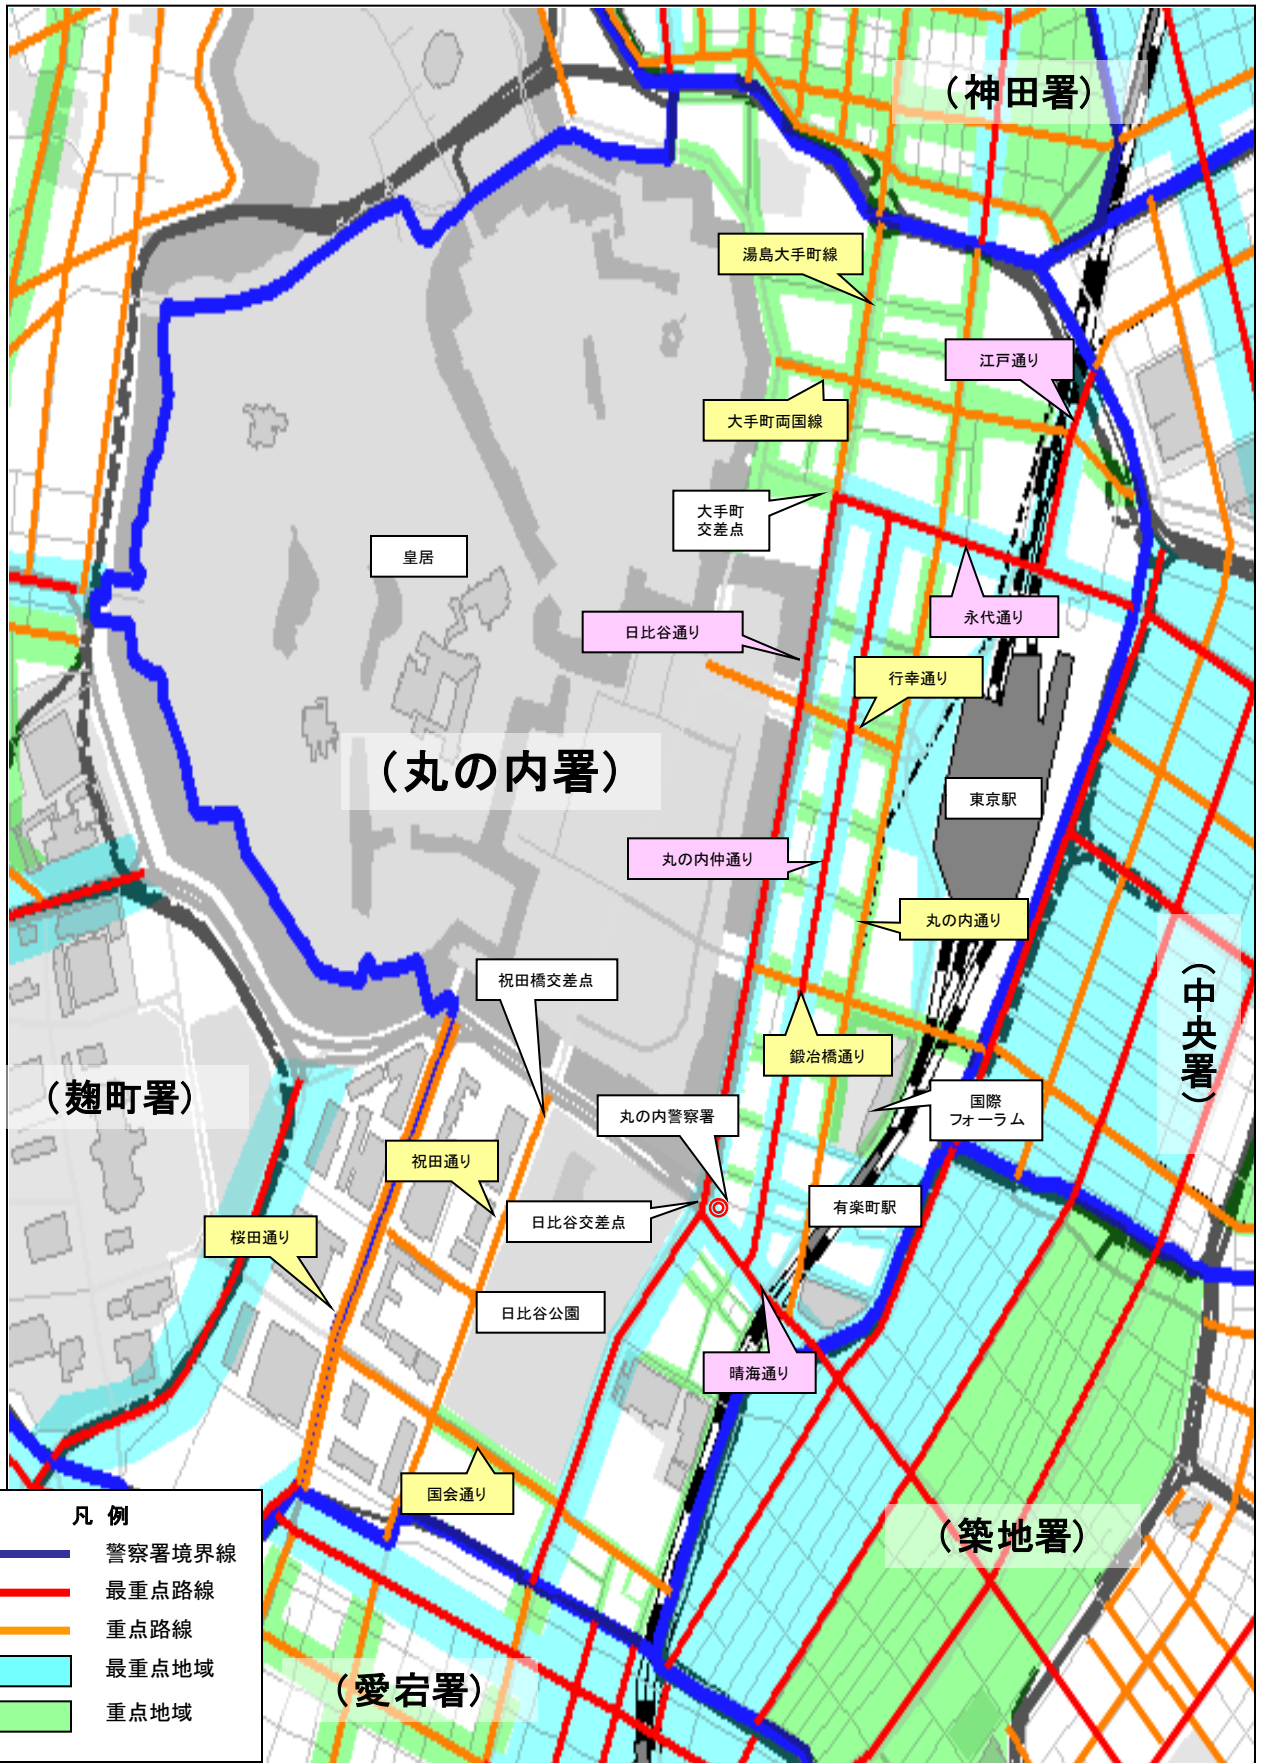 （神田署）
湯島大手町線
江戸通り
大手町両国線
大手町
交差点
皇居
永代通り
日比谷通り
行幸通り
（丸の内署）
東京駅
丸の内仲通り
丸の内通り
祝田橋交差点
（中央署）
鍛冶橋通り
（麹町署）
丸の内警察署
国際
フォーラム
祝田通り
日比谷交差点
有楽町駅
桜田通り
日比谷公園
晴海通り
国会通り
（築地署）
凡 例
警察署境界線
最重点路線
重点路線
最重点地域
重点地域
（愛宕署）